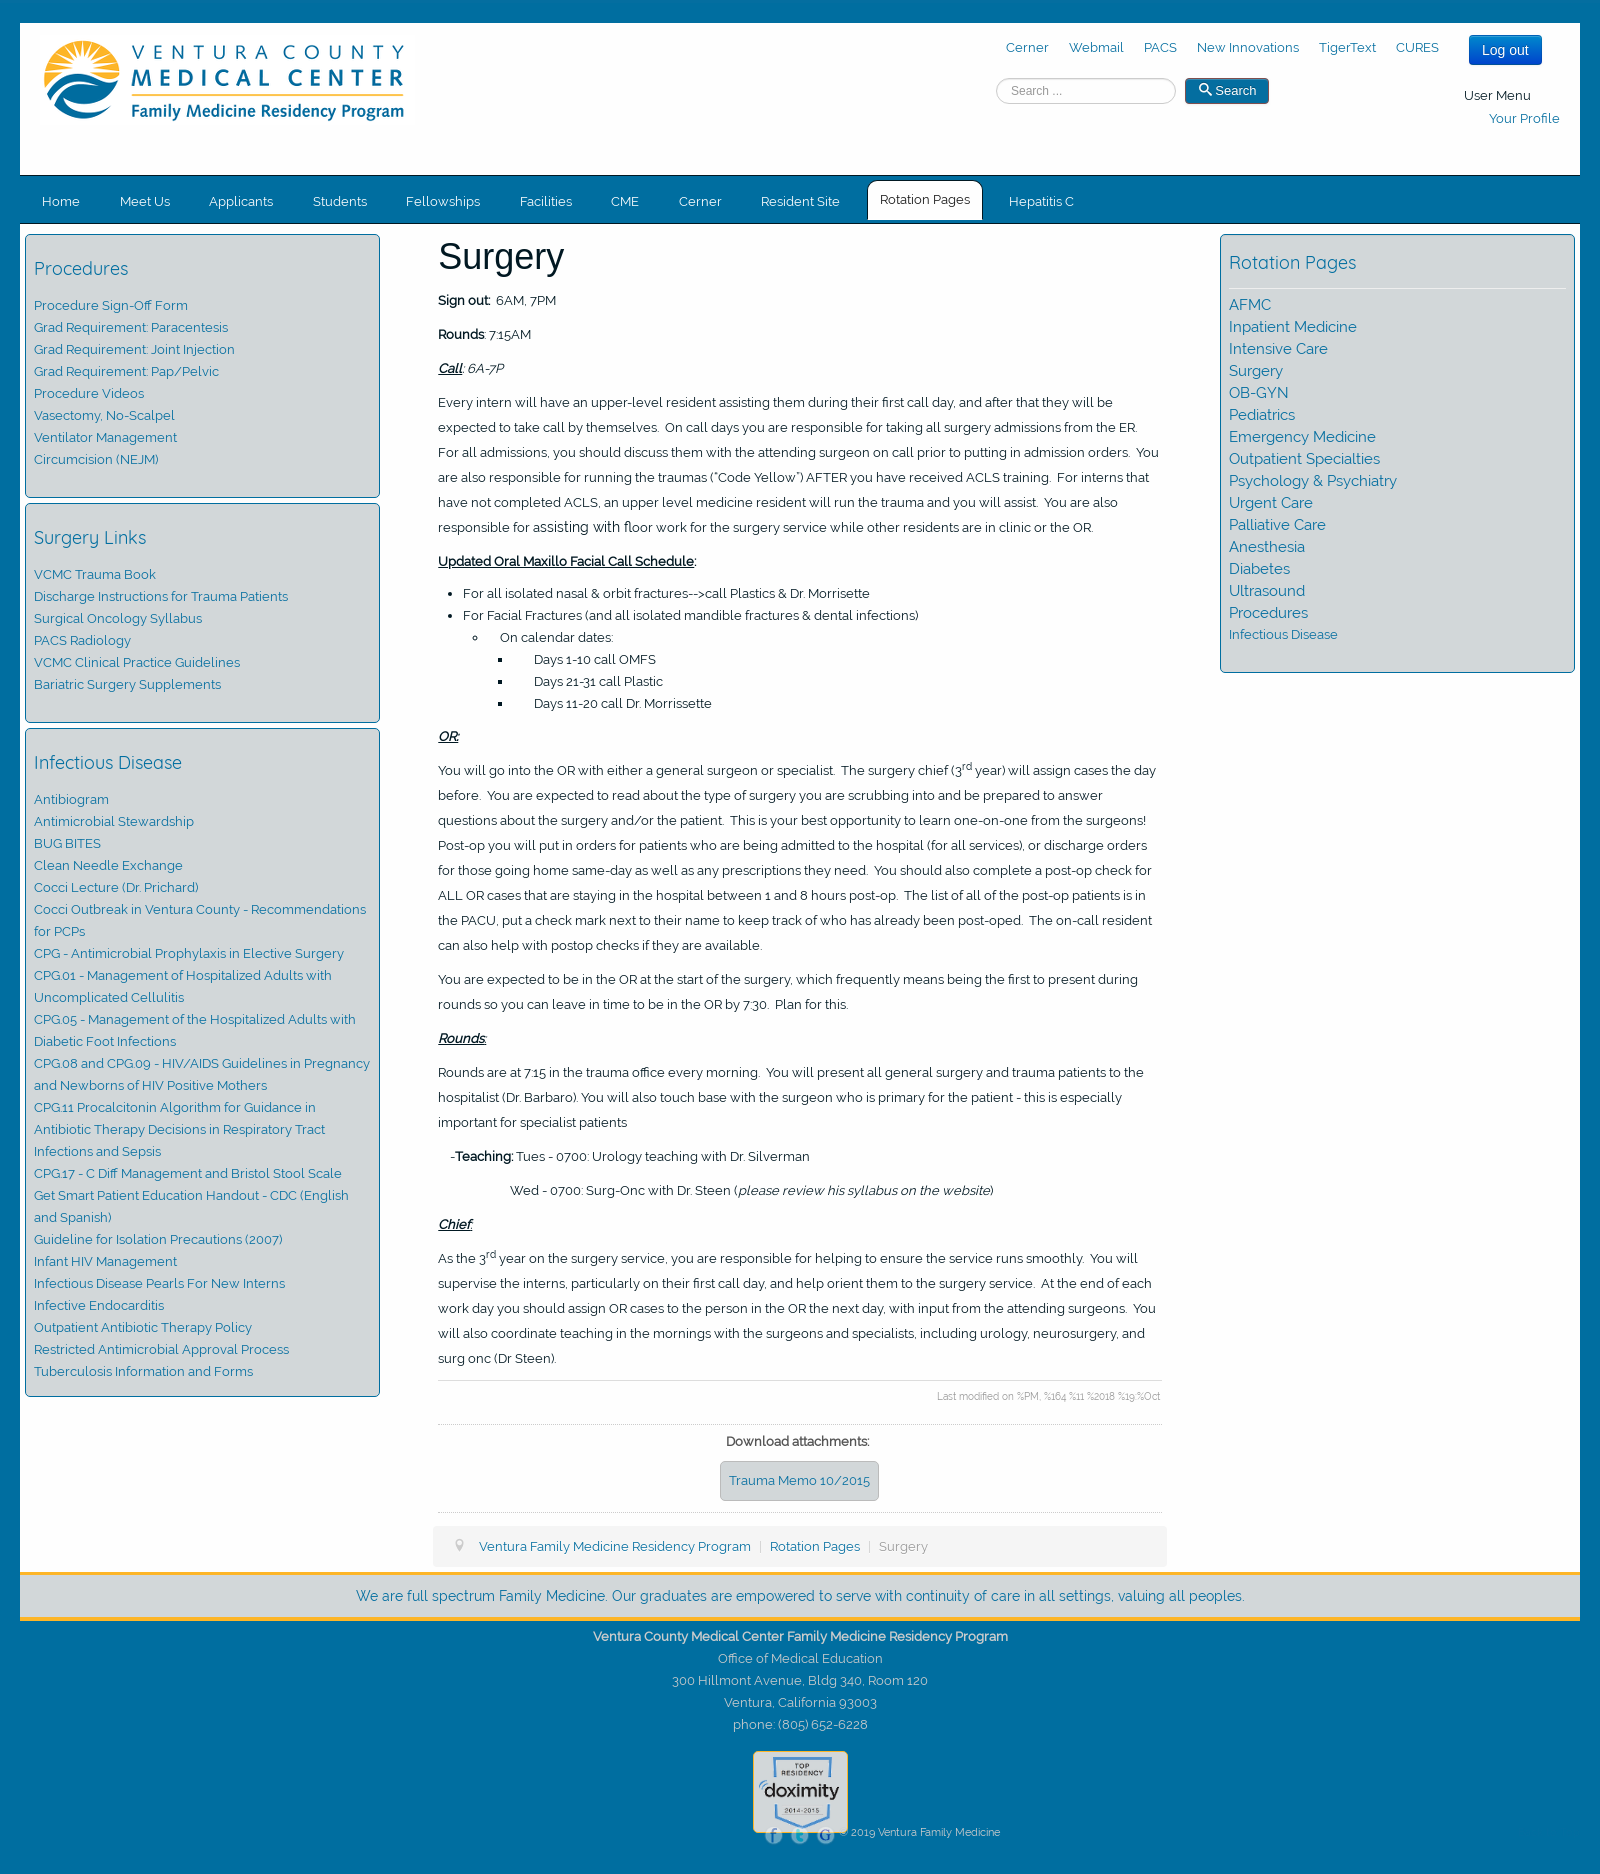 VENTURA COUNTY
MEDICAL CENTER
Family Medicine Residency Program
Cerner Webmail PACS New Innovations TigerText CURES Log out
Search ... Search
User Menu
Your Profile
Home Meet Us Applicants Students Fellowships Facilities CME Cerner Resident Site Rotation Pages Hepatitis C
Procedures
Procedure Sign-Off Form
Grad Requirement: Paracentesis
Grad Requirement: Joint Injection
Grad Requirement: Pap/Pelvic
Procedure Videos
Vasectomy, No-Scalpel
Ventilator Management
Circumcision (NEJM)
Surgery Links
VCMC Trauma Book
Discharge Instructions for Trauma Patients
Surgical Oncology Syllabus
PACS Radiology
VCMC Clinical Practice Guidelines
Bariatric Surgery Supplements
Infectious Disease
Antibiogram
Antimicrobial Stewardship
BUG BITES
Clean Needle Exchange
Cocci Lecture (Dr. Prichard)
Cocci Outbreak in Ventura County - Recommendations
for PCPs
CPG - Antimicrobial Prophylaxis in Elective Surgery
CPG.01 - Management of Hospitalized Adults with
Uncomplicated Cellulitis
CPG.05 - Management of the Hospitalized Adults with
Diabetic Foot Infections
CPG.08 and CPG.09 - HIV/AIDS Guidelines in Pregnancy
and Newborns of HIV Positive Mothers
CPG.11 Procalcitonin Algorithm for Guidance in
Antibiotic Therapy Decisions in Respiratory Tract
Infections and Sepsis
CPG.17 - C Diff Management and Bristol Stool Scale
Get Smart Patient Education Handout - CDC (English
and Spanish)
Guideline for Isolation Precautions (2007)
Infant HIV Management
Infectious Disease Pearls For New Interns
Infective Endocarditis
Outpatient Antibiotic Therapy Policy
Restricted Antimicrobial Approval Process
Tuberculosis Information and Forms
Surgery
Sign out: 6AM, 7PM
Rounds: 7:15AM
Call: 6A-7P
Every intern will have an upper-level resident assisting them during their first call day, and after that they will be
expected to take call by themselves. On call days you are responsible for taking all surgery admissions from the ER.
For all admissions, you should discuss them with the attending surgeon on call prior to putting in admission orders. You
are also responsible for running the traumas ("Code Yellow") AFTER you have received ACLS training. For interns that
have not completed ACLS, an upper level medicine resident will run the trauma and you will assist. You are also
responsible for assisting with floor work for the surgery service while other residents are in clinic or the OR.
Updated Oral Maxillo Facial Call Schedule:
• For all isolated nasal & orbit fractures-->call Plastics & Dr. Morrisette
• For Facial Fractures (and all isolated mandible fractures & dental infections)
◦ On calendar dates:
▪ Days 1-10 call OMFS
▪ Days 21-31 call Plastic
▪ Days 11-20 call Dr. Morrissette
OR:
You will go into the OR with either a general surgeon or specialist. The surgery chief (3rd year) will assign cases the day
before. You are expected to read about the type of surgery you are scrubbing into and be prepared to answer
questions about the surgery and/or the patient. This is your best opportunity to learn one-on-one from the surgeons!
Post-op you will put in orders for patients who are being admitted to the hospital (for all services), or discharge orders
for those going home same-day as well as any prescriptions they need. You should also complete a post-op check for
ALL OR cases that are staying in the hospital between 1 and 8 hours post-op. The list of all of the post-op patients is in
the PACU, put a check mark next to their name to keep track of who has already been post-oped. The on-call resident
can also help with postop checks if they are available.
You are expected to be in the OR at the start of the surgery, which frequently means being the first to present during
rounds so you can leave in time to be in the OR by 7:30. Plan for this.
Rounds:
Rounds are at 7:15 in the trauma office every morning. You will present all general surgery and trauma patients to the
hospitalist (Dr. Barbaro). You will also touch base with the surgeon who is primary for the patient - this is especially
important for specialist patients
-Teaching: Tues - 0700: Urology teaching with Dr. Silverman
Wed - 0700: Surg-Onc with Dr. Steen (please review his syllabus on the website)
Chief:
As the 3rd year on the surgery service, you are responsible for helping to ensure the service runs smoothly. You will
supervise the interns, particularly on their first call day, and help orient them to the surgery service. At the end of each
work day you should assign OR cases to the person in the OR the next day, with input from the attending surgeons. You
will also coordinate teaching in the mornings with the surgeons and specialists, including urology, neurosurgery, and
surg onc (Dr Steen).
Last modified on %PM, %164 %11 %2018 %19:%Oct
Download attachments:
Trauma Memo 10/2015
Ventura Family Medicine Residency Program | Rotation Pages | Surgery
Rotation Pages
AFMC
Inpatient Medicine
Intensive Care
Surgery
OB-GYN
Pediatrics
Emergency Medicine
Outpatient Specialties
Psychology & Psychiatry
Urgent Care
Palliative Care
Anesthesia
Diabetes
Ultrasound
Procedures
Infectious Disease
We are full spectrum Family Medicine. Our graduates are empowered to serve with continuity of care in all settings, valuing all peoples.
Ventura County Medical Center Family Medicine Residency Program
Office of Medical Education
300 Hillmont Avenue, Bldg 340, Room 120
Ventura, California 93003
phone: (805) 652-6228
TOP
RESIDENCY
doximity
2014-2015
f t G © 2019 Ventura Family Medicine